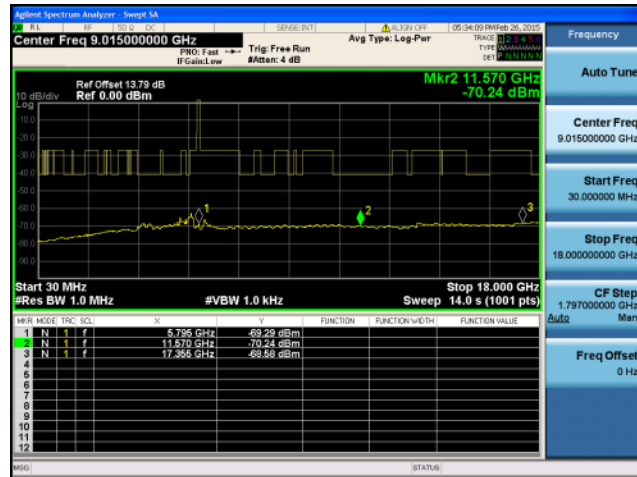 Agilent Spectrum Analyzer - Swept SA
RL RF 50 Ω DC SENSE:INT ALIGN OFF 05:34:09 PM Feb 26, 2015
Center Freq 9.015000000 GHz
PNO: Fast
IFGain:Low
Trig: Free Run
#Atten: 4 dB
Avg Type: Log-Pwr
TRACE 1 2 3 4 5 6
TYPE
DET P N N N N N
Ref Offset 13.79 dB
Ref 0.00 dBm
10 dB/div
Log
Mkr2 11.570 GHz
-70.24 dBm
-10.0
-20.0
-30.0
-40.0
-50.0
-60.0
-70.0
-80.0
-90.0
1
2
3
Start 30 MHz
Stop 18.000 GHz
#Res BW 1.0 MHz #VBW 1.0 kHz Sweep 14.0 s (1001 pts)
MKR MODE TRC SCL X Y FUNCTION FUNCTION WIDTH FUNCTION VALUE
1 N 1 f 5.795 GHz -69.29 dBm
2 N 1 f 11.570 GHz -70.24 dBm
3 N 1 f 17.355 GHz -68.58 dBm
4
5
6
7
8
9
10
11
12
MSG STATUS
Frequency
Auto Tune
Center Freq
9.015000000 GHz
Start Freq
30.000000 MHz
Stop Freq
18.000000000 GHz
CF Step
1.797000000 GHz
Auto Man
Freq Offset
0 Hz